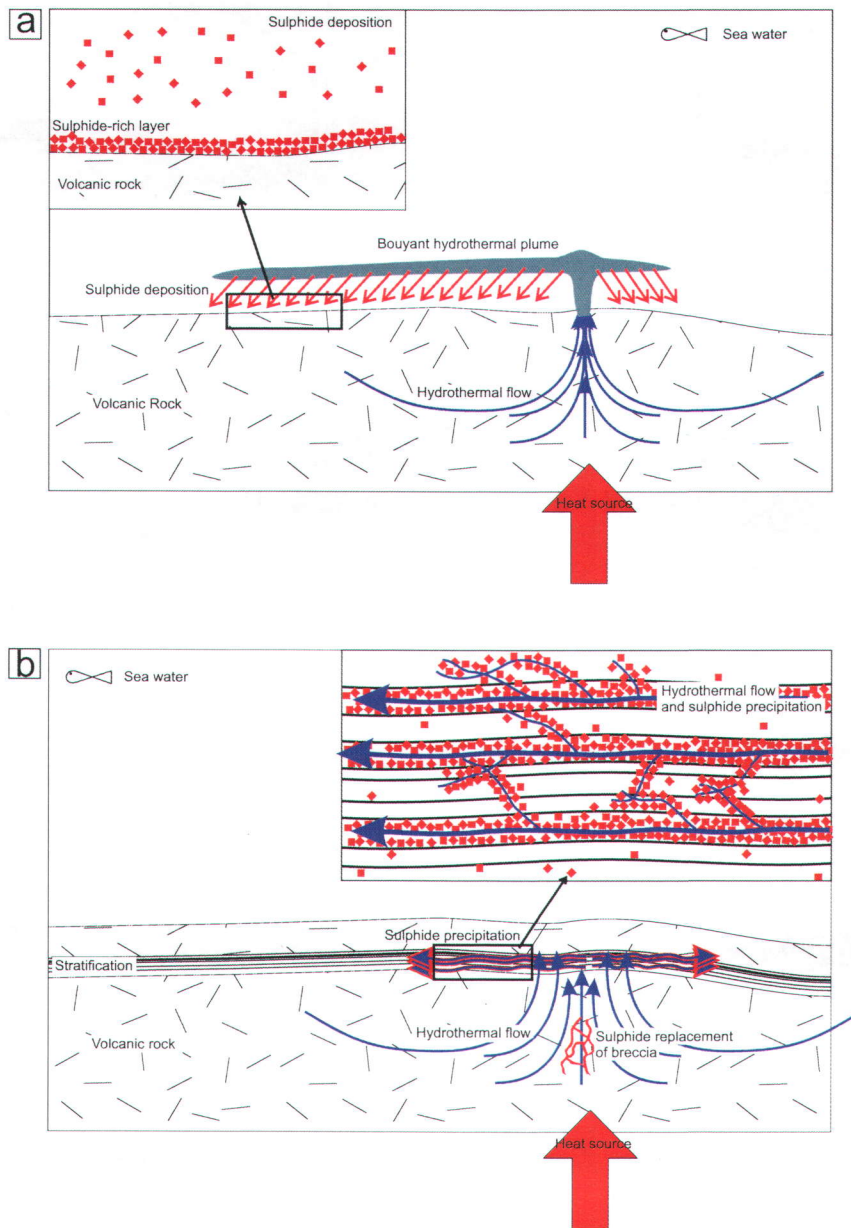 a
Sulphide deposition
Sea water
Sulphide-rich layer
Volcanic rock
Bouyant hydrothermal plume
Sulphide deposition
Volcanic Rock
Hydrothermal flow
Heat source
b
Sea water
Hydrothermal flow
and sulphide precipitation
Sulphide precipitation
Stratification
Hydrothermal flow
Sulphide replacement
of breccia
Volcanic rock
Heat source